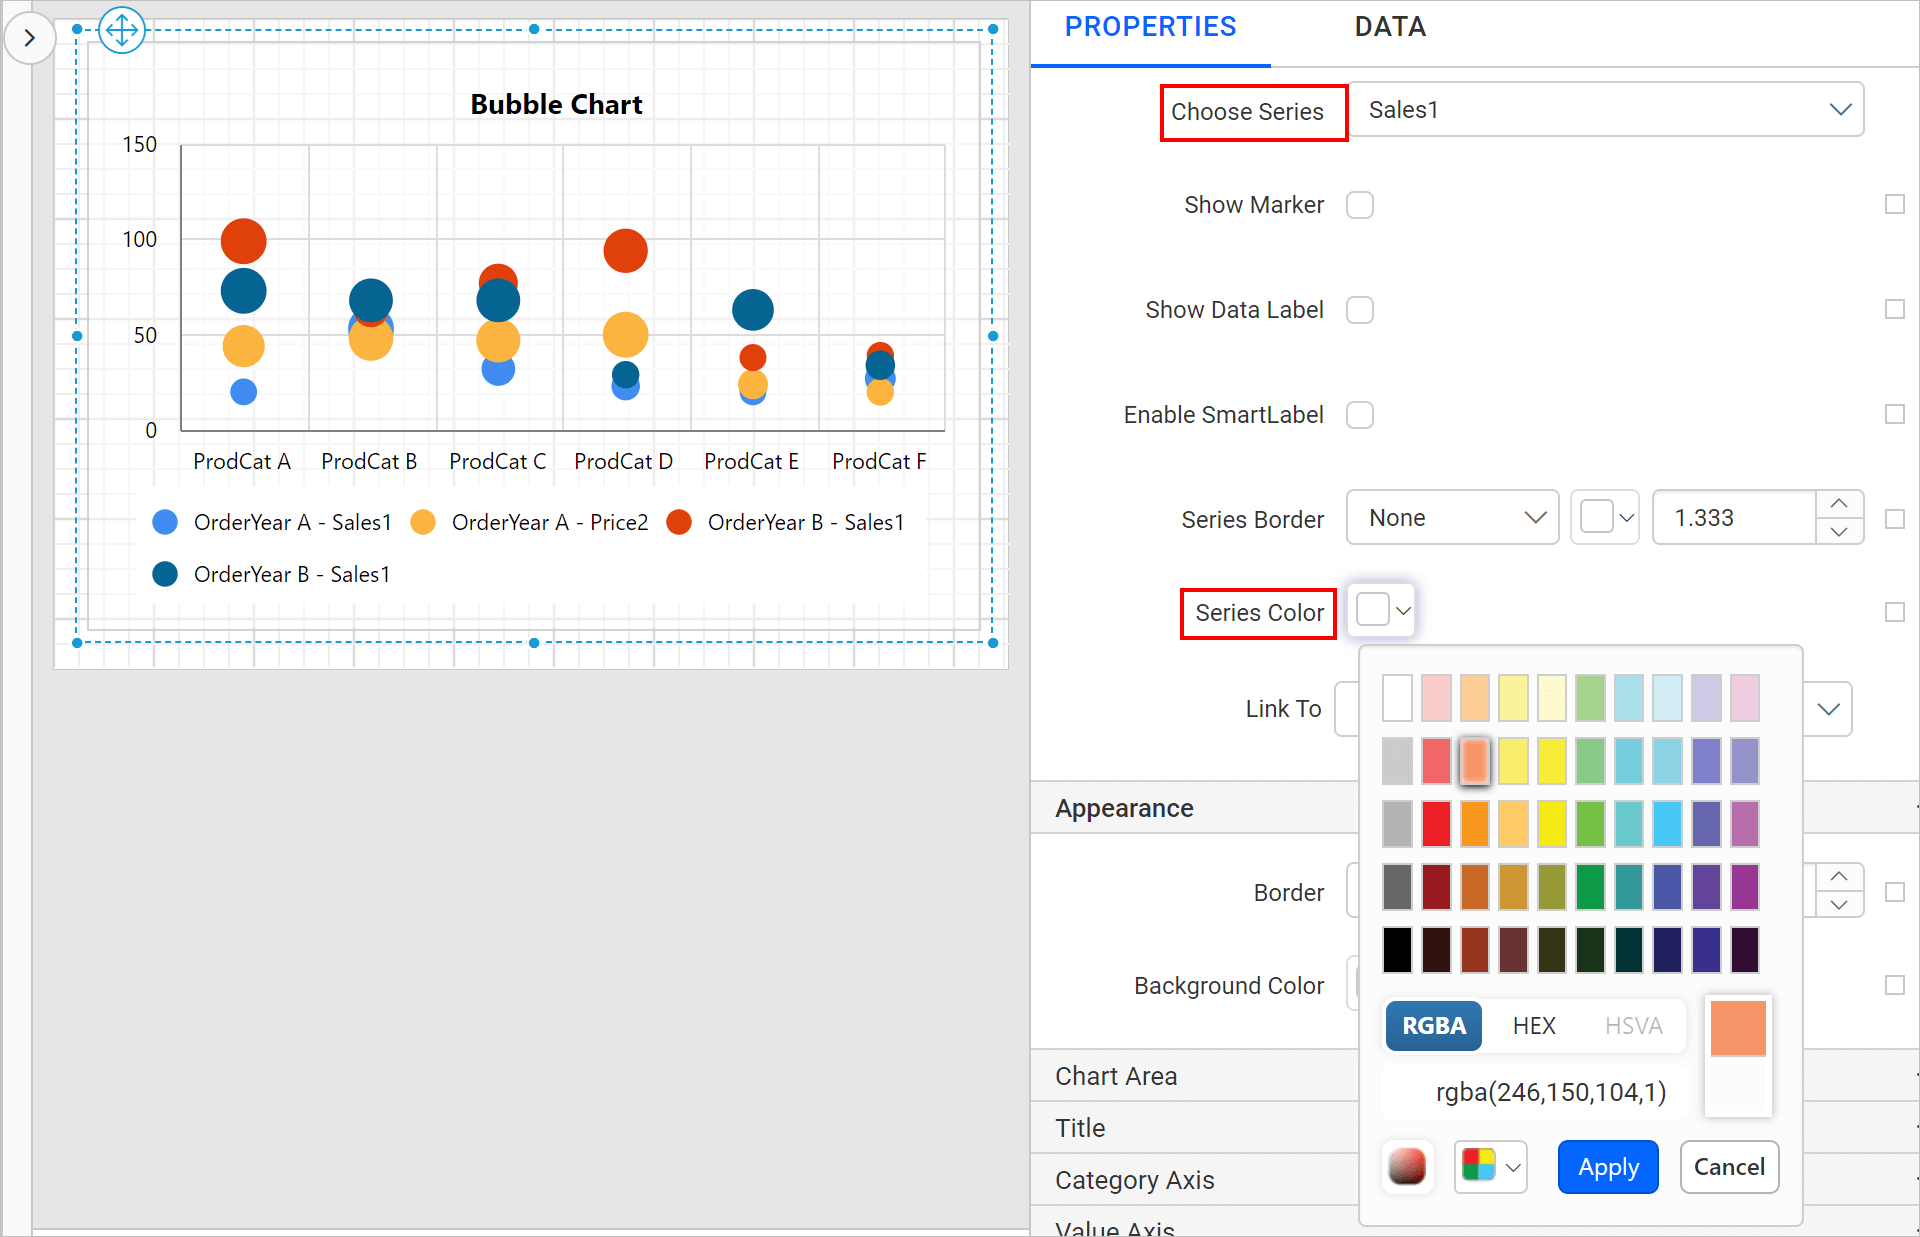 PROPERTIES DATA
Choose Series Sales1
Show Marker
Show Data Label
Enable SmartLabel
Series Border None 1.333
Series Color
Link To
Appearance
Border
Background Color
RGBA HEX HSVA
rgba(246,150,104,1)
Apply Cancel
Chart Area
Title
Category Axis
Value Axis
Bubble Chart
150
100
50
0
ProdCat A ProdCat B ProdCat C ProdCat D ProdCat E ProdCat F
OrderYear A - Sales1 OrderYear A - Price2 OrderYear B - Sales1
OrderYear B - Sales1